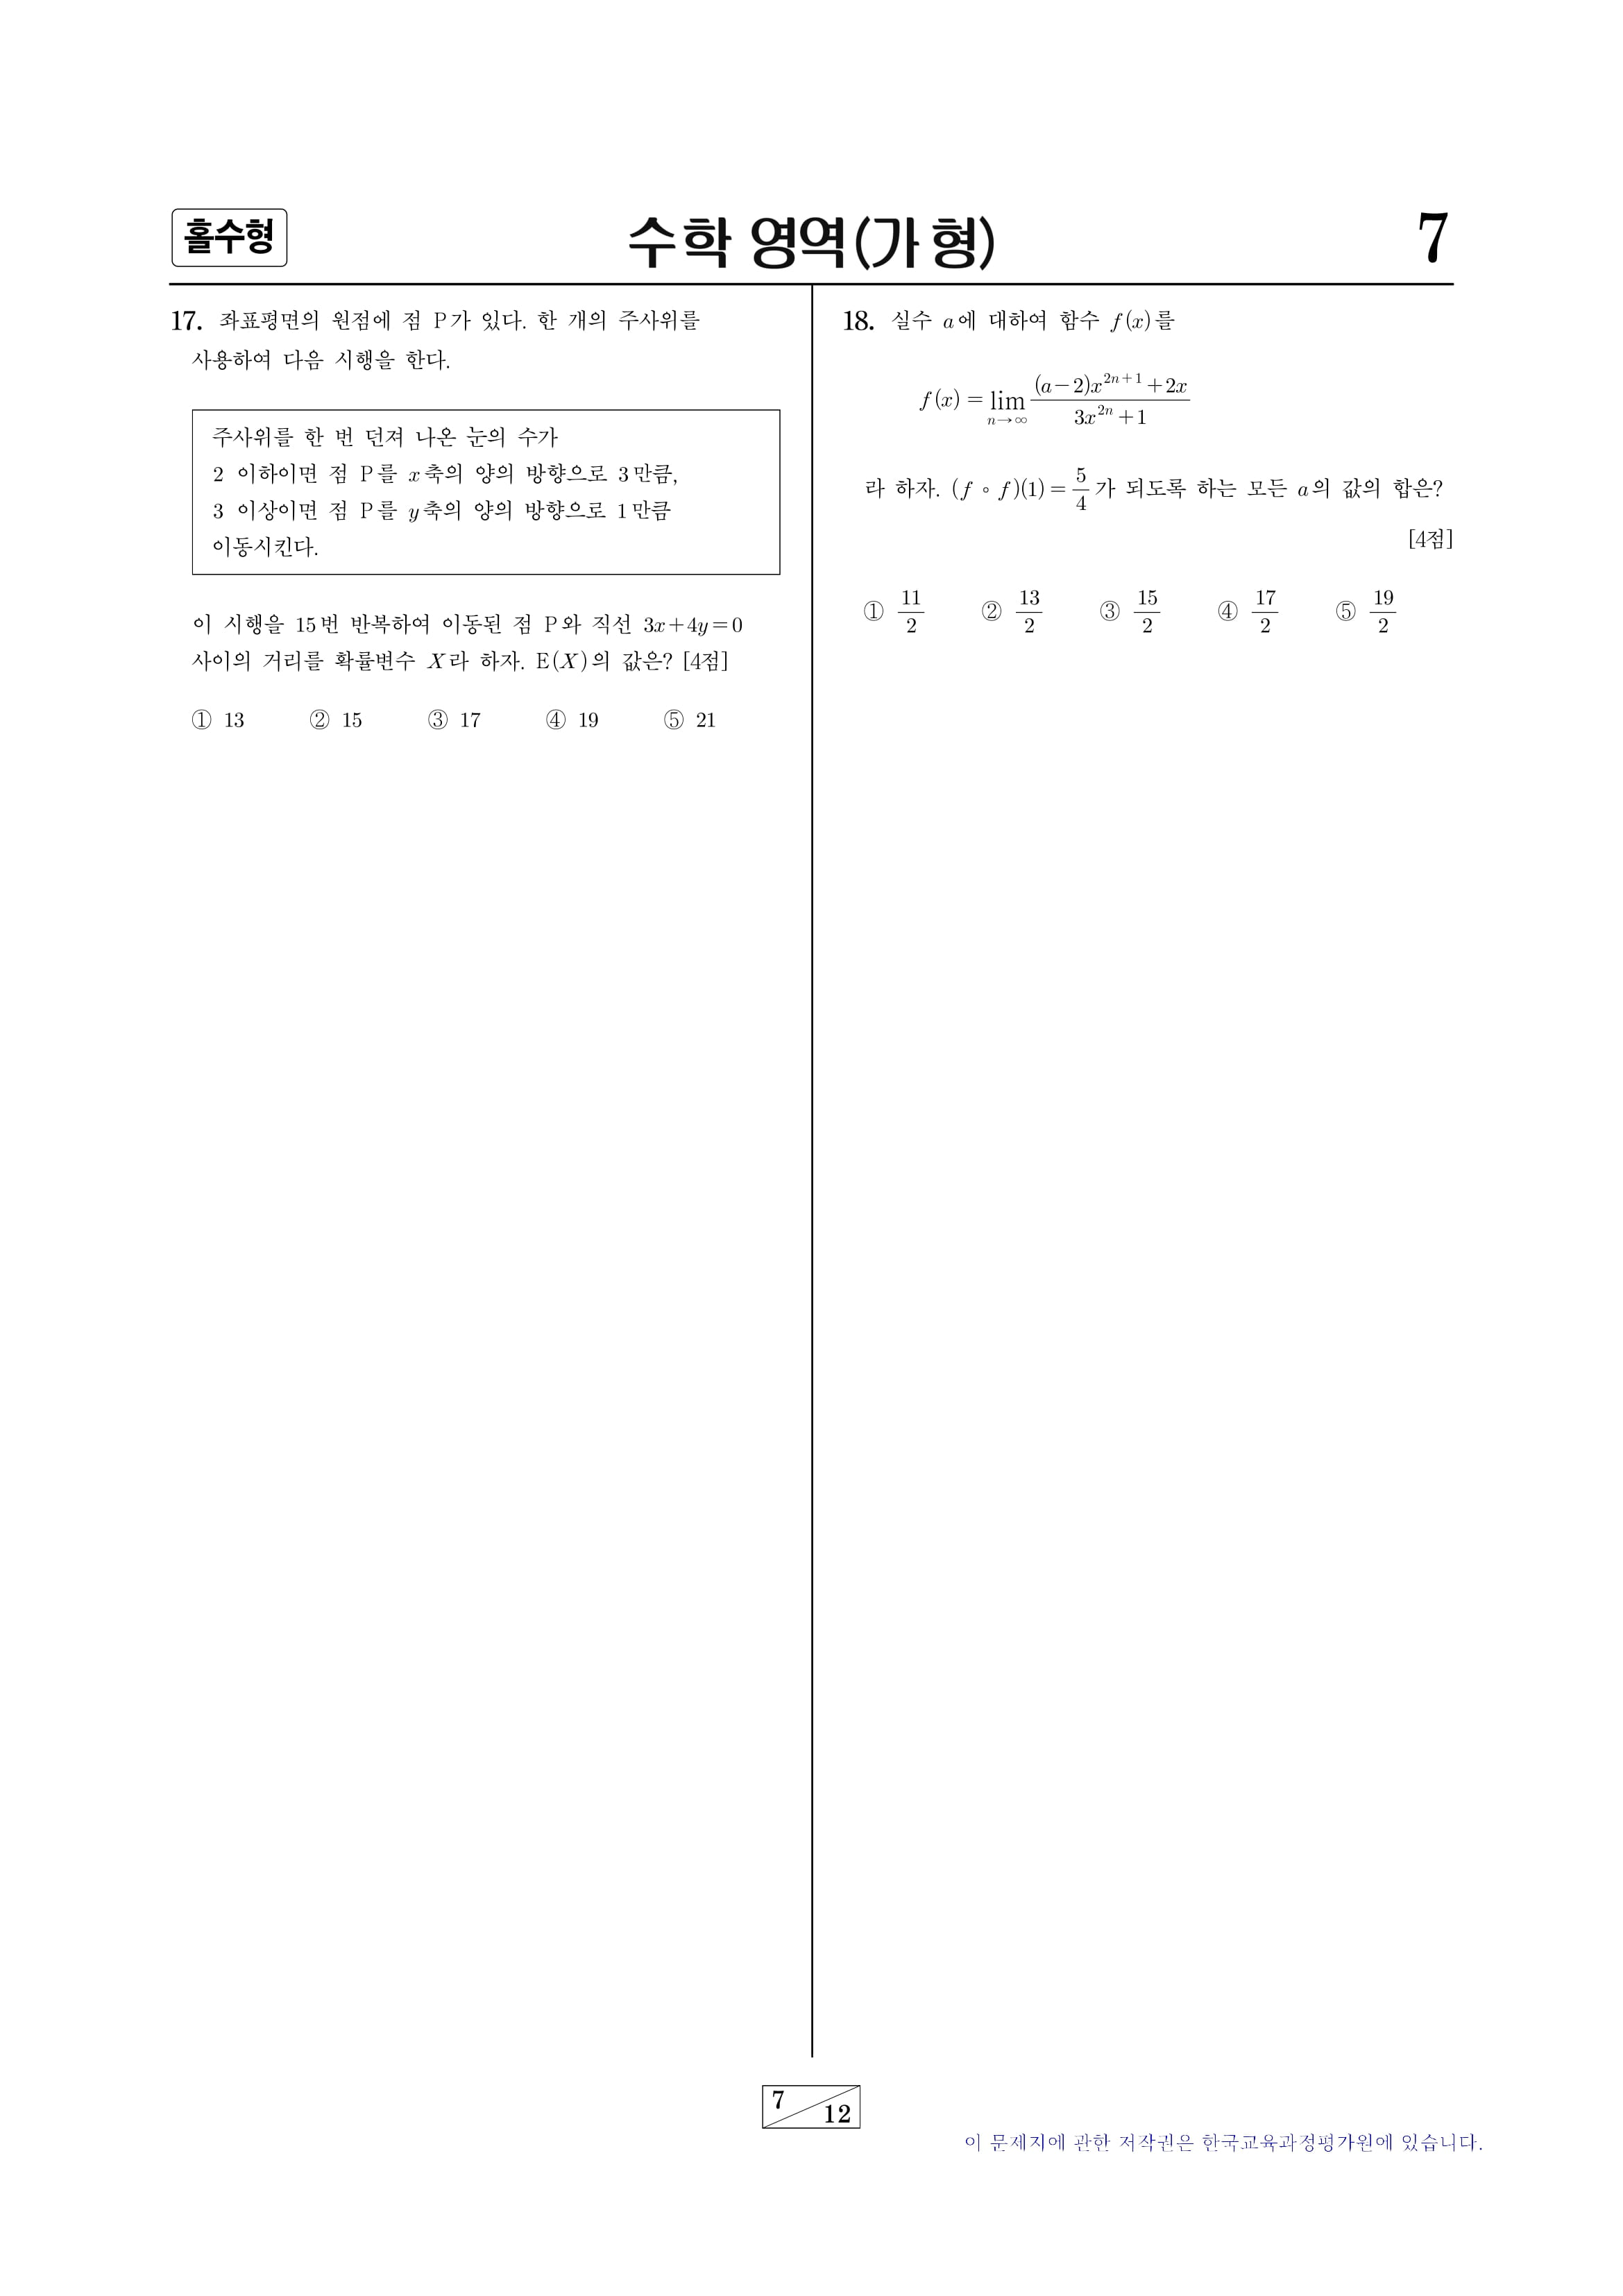 홀수형
수학 영역(가 형)
7
17. 좌표평면의 원점에 점 P가 있다. 한 개의 주사위를
사용하여 다음 시행을 한다.
주사위를 한 번 던져 나온 눈의 수가
2 이하이면 점 P를 x축의 양의 방향으로 3만큼,
3 이상이면 점 P를 y축의 양의 방향으로 1만큼
이동시킨다.
이 시행을 15번 반복하여 이동된 점 P와 직선 3x+4y=0
사이의 거리를 확률변수 X라 하자. E(X)의 값은? [4점]
① 13 ② 15 ③ 17 ④ 19 ⑤ 21
18. 실수 a에 대하여 함수 f(x)를
f(x) = lim_{n→∞} \frac{(a-2)x^{2n+1}+2x}{3x^{2n}+1}
라 하자. (f∘f)(1) = \frac{5}{4}가 되도록 하는 모든 a의 값의 합은?
[4점]
① \frac{11}{2} ② \frac{13}{2} ③ \frac{15}{2} ④ \frac{17}{2} ⑤ \frac{19}{2}
7
12
이 문제지에 관한 저작권은 한국교육과정평가원에 있습니다.